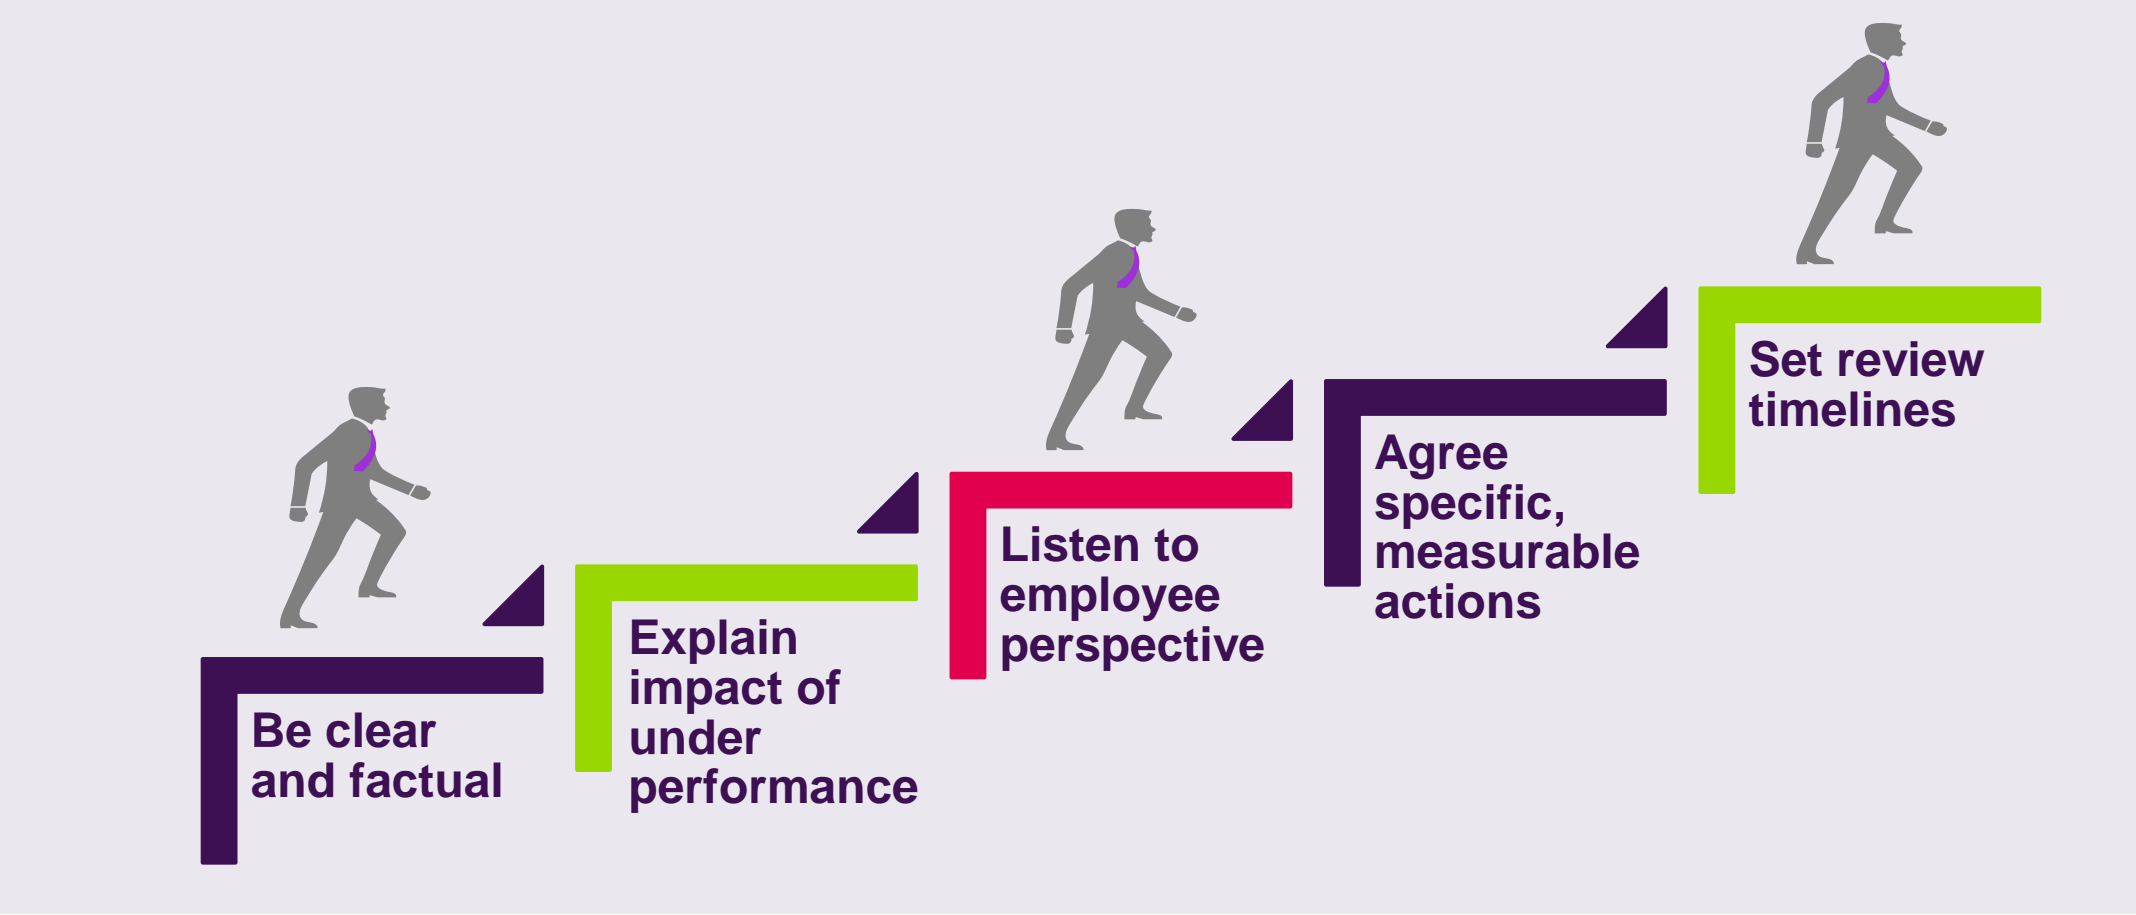 Be clear
and factual
Explain
impact of
under
performance
Listen to
employee
perspective
Agree
specific,
measurable
actions
Set review
timelines